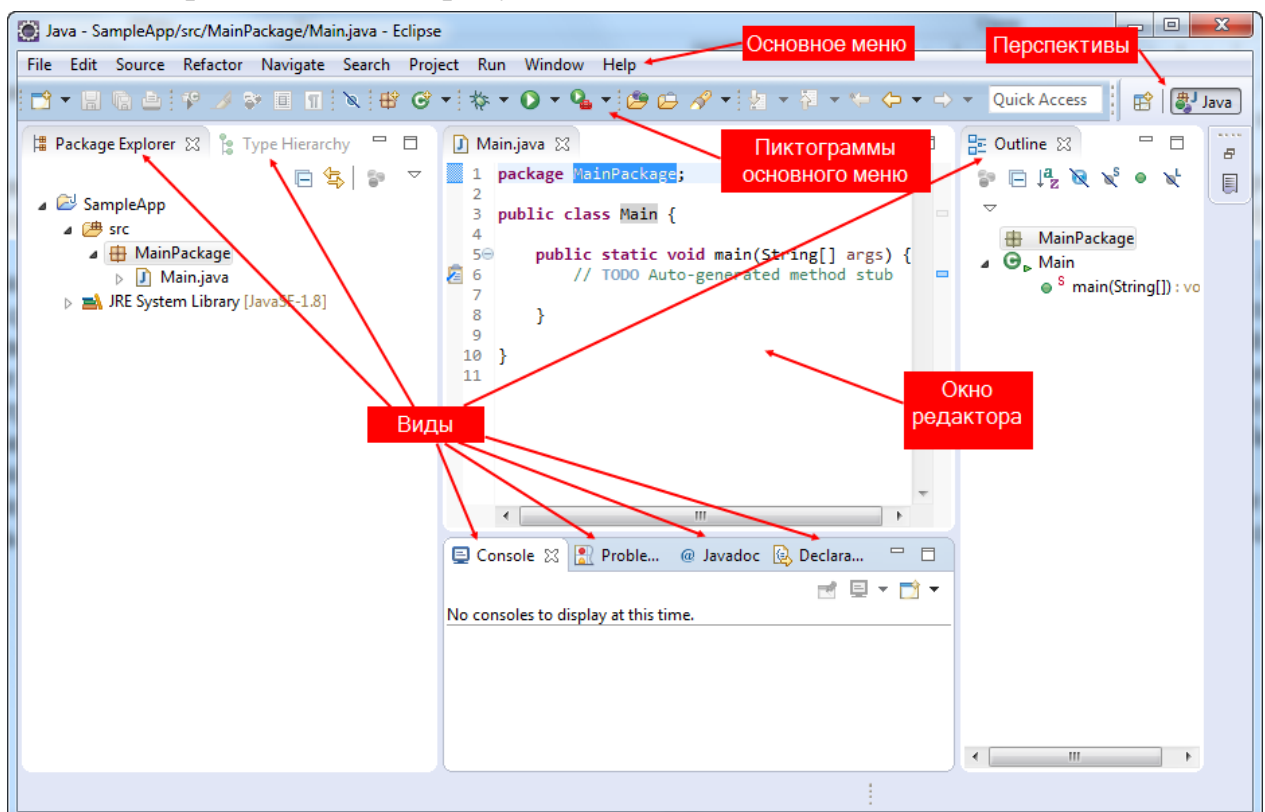 Java - SampleApp/src/MainPackage/Main.java - Eclipse
Основное меню
Перспективы
File Edit Source Refactor Navigate Search Project Run Window Help
Quick Access
Java
Package Explorer
Type Hierarchy
Main.java
Outline
Пиктограммы
основного меню
SampleApp
src
MainPackage
Main.java
JRE System Library [JavaSE-1.8]
1 package MainPackage;
2
3 public class Main {
4
5 public static void main(String[] args) {
6 // TODO Auto-generated method stub
7
8 }
9
10 }
11
MainPackage
Main
S main(String[]) : vo
Окно
редактора
Виды
Console Proble... @ Javadoc Declara...
No consoles to display at this time.